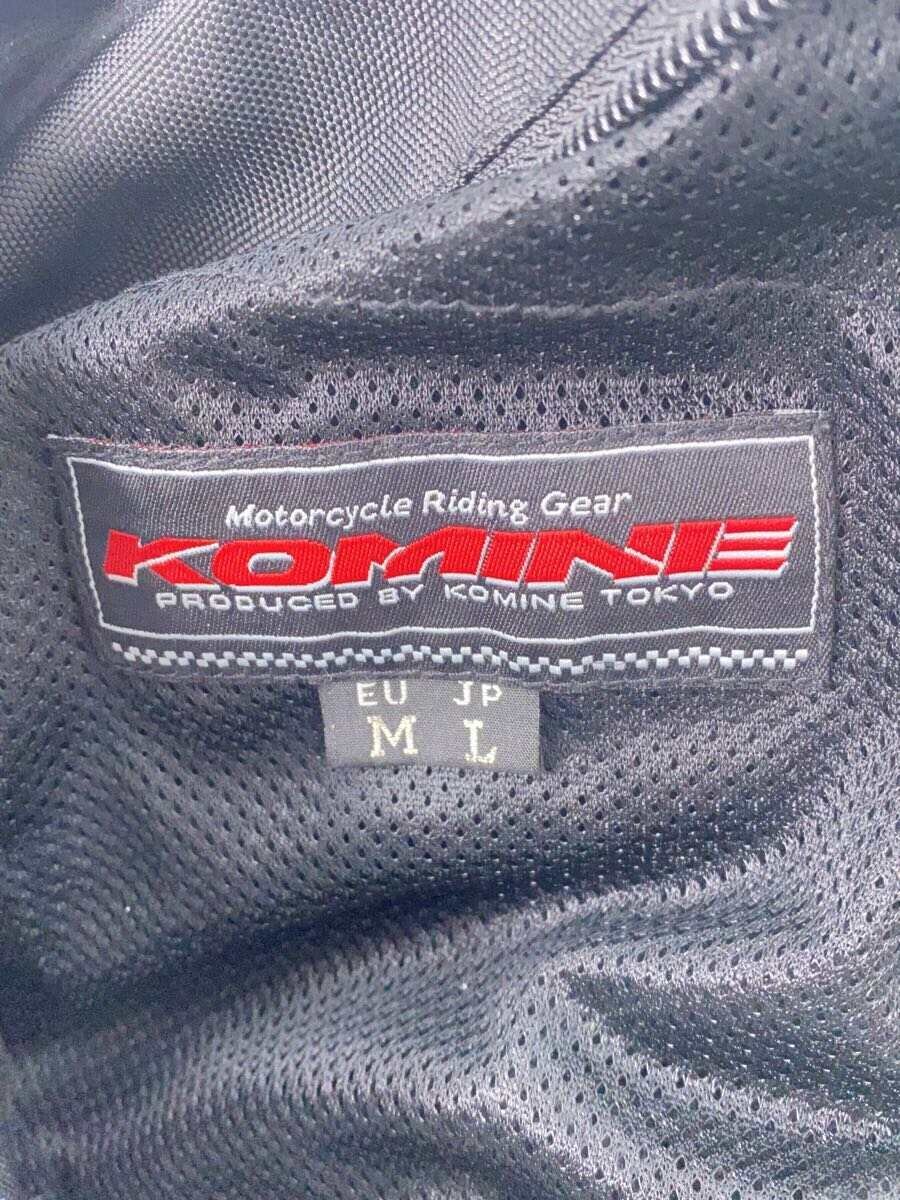 Motorcycle Riding Gear
KOMINE
PRODUCED BY KOMINE TOKYO
EU JP
M L